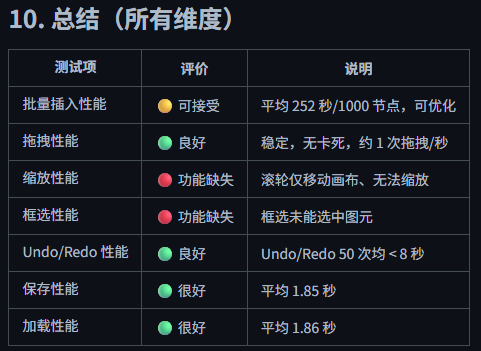 10. 总结（所有维度）
测试项 评价 说明
批量插入性能 可接受 平均 252 秒/1000 节点，可优化
拖拽性能 良好 稳定，无卡死，约 1 次拖拽/秒
缩放性能 功能缺失 滚轮仅移动画布、无法缩放
框选性能 功能缺失 框选未能选中图元
Undo/Redo 性能 良好 Undo/Redo 50 次均 < 8 秒
保存性能 很好 平均 1.85 秒
加载性能 很好 平均 1.86 秒